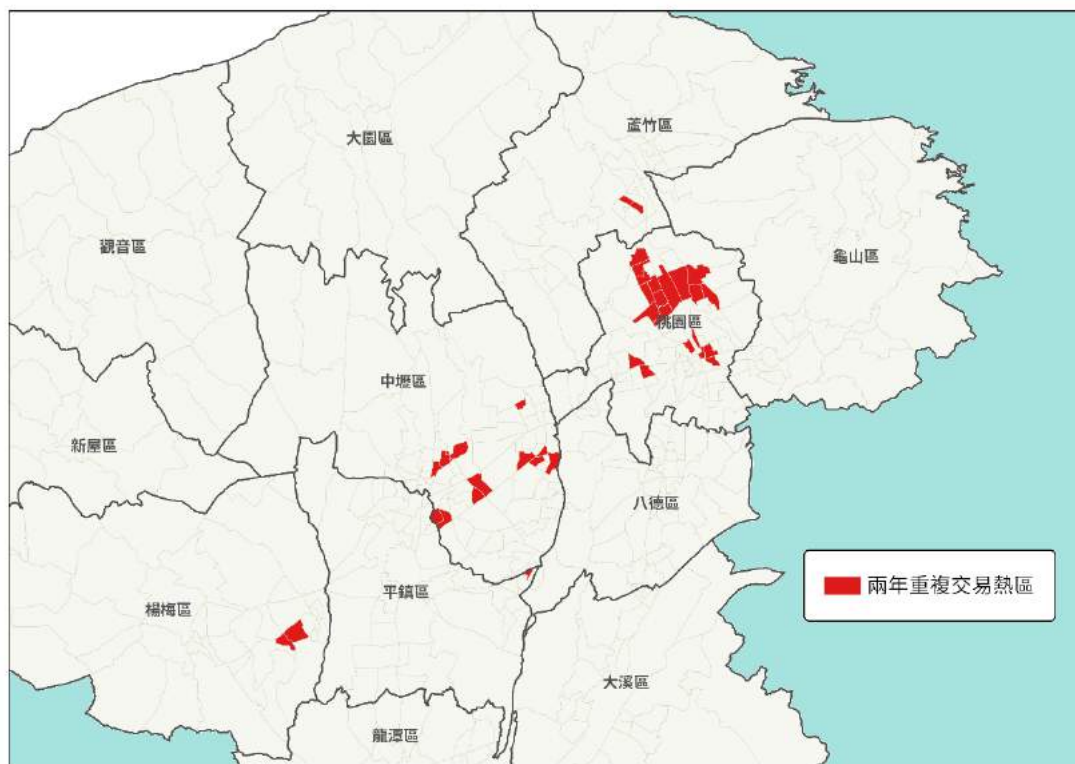 蘆竹區
大園區
觀音區
龜山區
桃園區
中壢區
新屋區
八德區
兩年重複交易熱區
平鎮區
楊梅區
大溪區
龍潭區